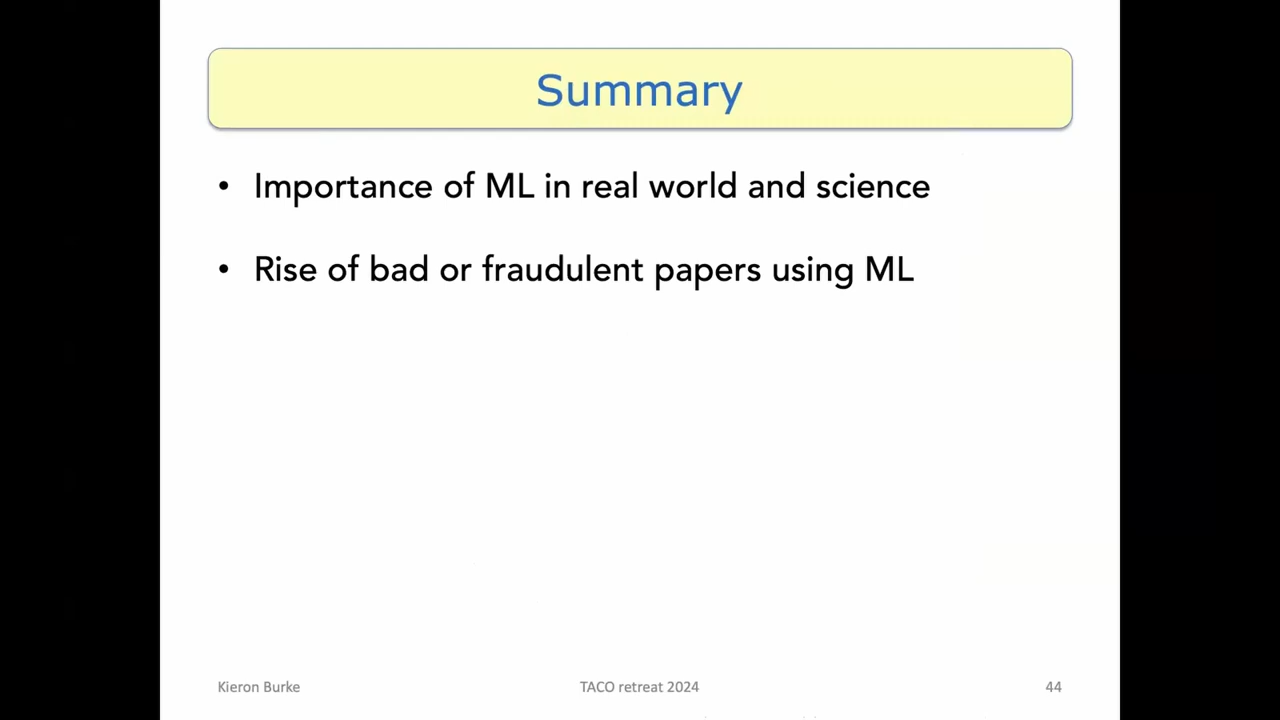 Summary
• Importance of ML in real world and science
• Rise of bad or fraudulent papers using ML
Kieron Burke
TACO retreat 2024
44